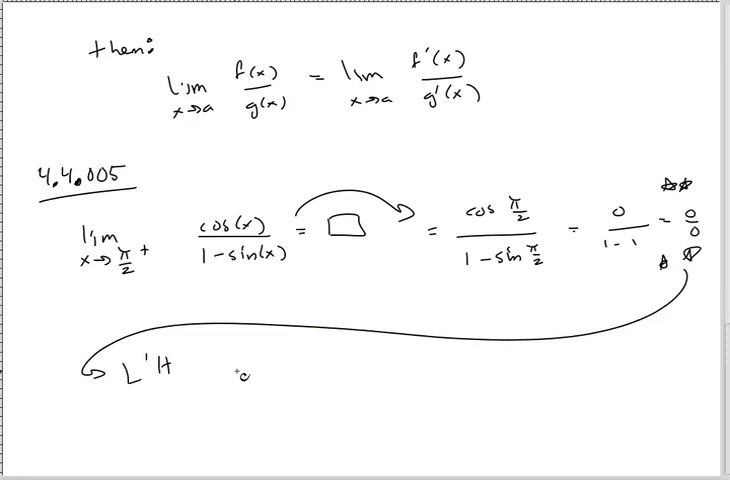 then:
lim x→a f(x)/g(x) = lim x→a f'(x)/g'(x)
4.4.005
lim x→π/2+ cos(x)/1-sin(x) = □ = cos π/2 / 1-sin π/2 = 0/1-1 = 0/0
L'H